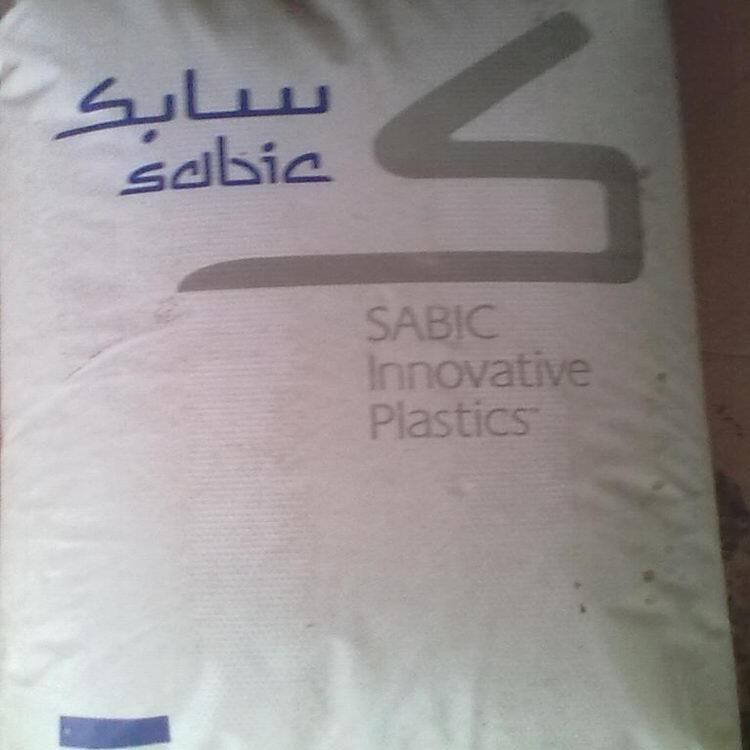 سابك
sabic
SABIC
Innovative
Plastics™